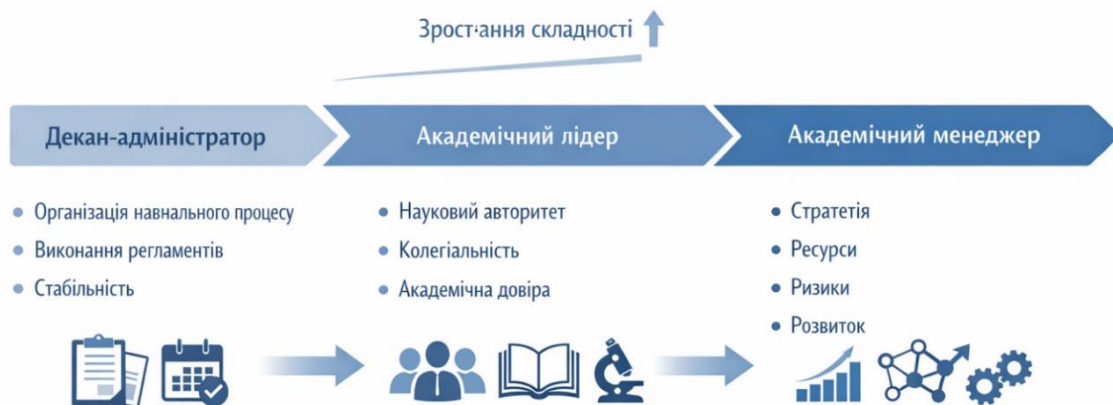 Зрост·ання складності
Декан-адміністратор
Академічний лідер
Академічний менеджер
• Організація навнального процесу
• Виконання регламентів
• Стабільність
• Науковий авторитет
• Колегіальність
• Академічна довіра
• Стратетія
• Ресурси
• Ризики
• Розвиток